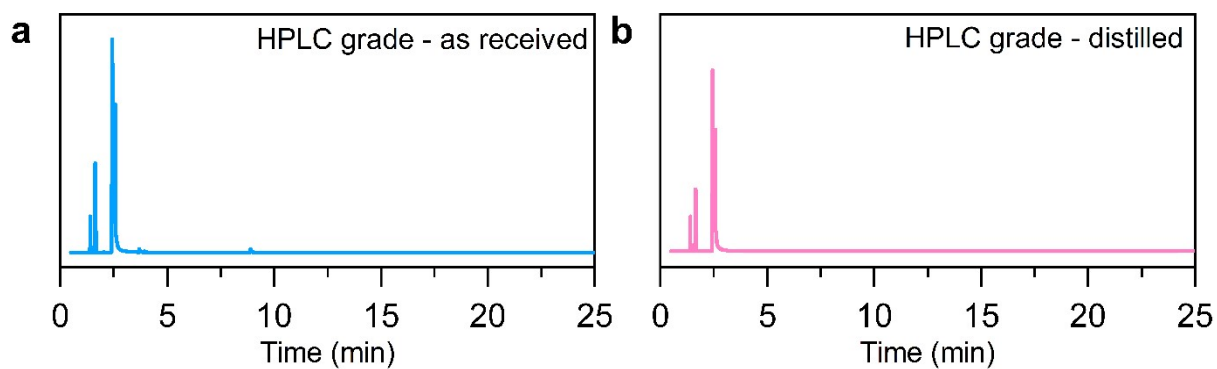 a
HPLC grade - as received
0 5 10 15 20 25
Time (min)
b
HPLC grade - distilled
0 5 10 15 20 25
Time (min)